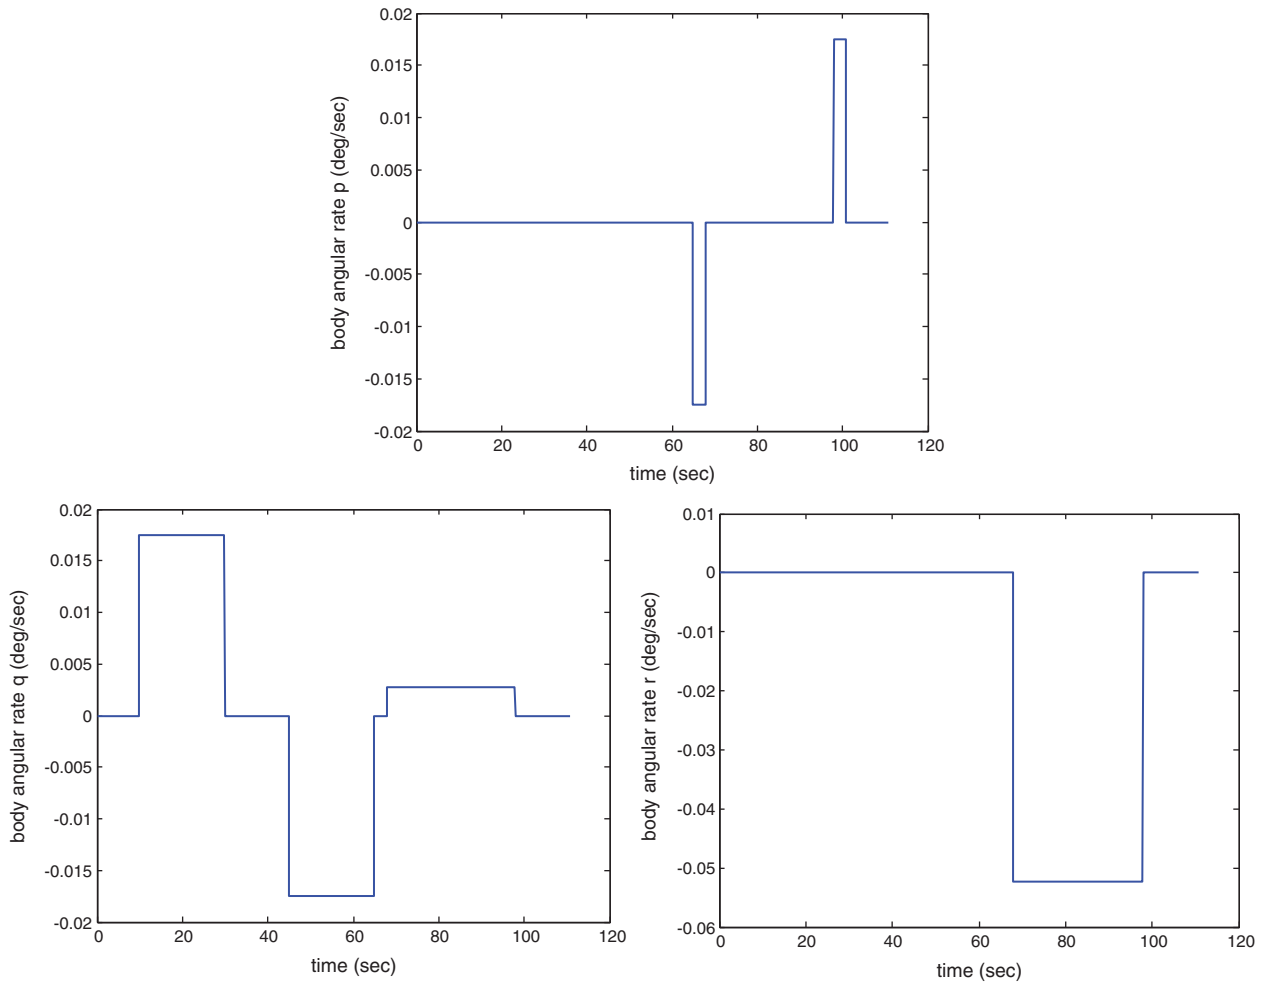 0.02
0.015
0.01
0.005
0
-0.005
-0.01
-0.015
-0.02
body angular rate p (deg/sec)
0 20 40 60 80 100 120
time (sec)
0.02
0.015
0.01
0.005
0
-0.005
-0.01
-0.015
-0.02
body angular rate q (deg/sec)
0 20 40 60 80 100 120
time (sec)
0.01
0
-0.01
-0.02
-0.03
-0.04
-0.05
-0.06
body angular rate r (deg/sec)
0 20 40 60 80 100 120
time (sec)